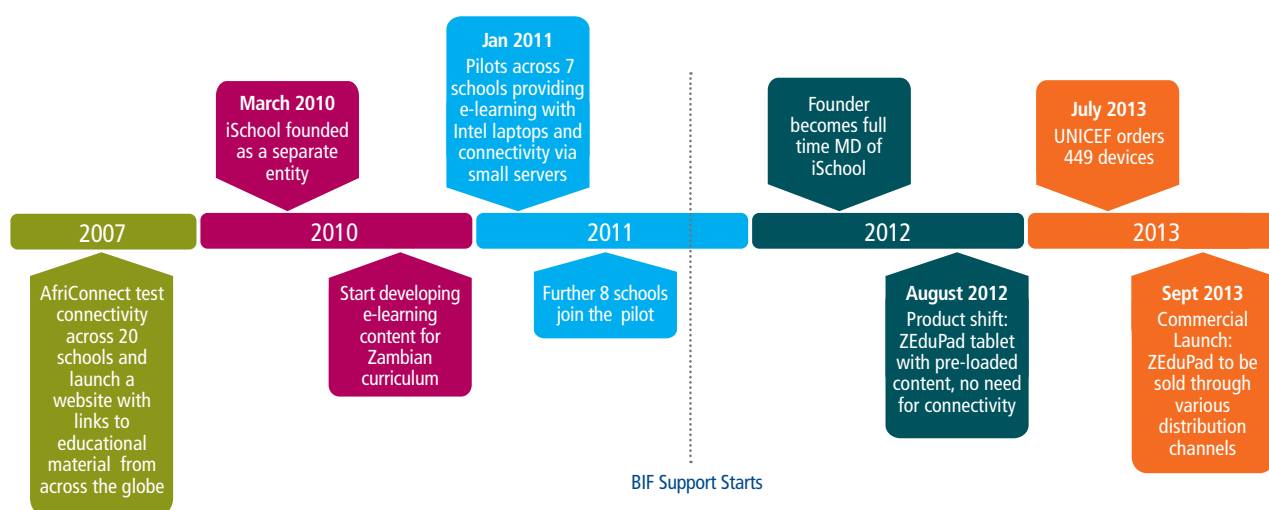 March 2010
iSchool founded
as a separate
entity
Jan 2011
Pilots across 7
schools providing
e-learning with
Intel laptops and
connectivity via
small servers
Founder
becomes full
time MD of
iSchool
July 2013
UNICEF orders
449 devices
2007
2010
2011
2012
2013
AfriConnect test
connectivity
across 20
schools and
launch a
website with
links to
educational
material from
across the globe
Start developing
e-learning
content for
Zambian
curriculum
Further 8 schools
join the pilot
August 2012
Product shift:
ZEduPad tablet
with pre-loaded
content, no need
for connectivity
Sept 2013
Commercial
Launch:
ZEduPad to be
sold through
various
distribution
channels
BIF Support Starts